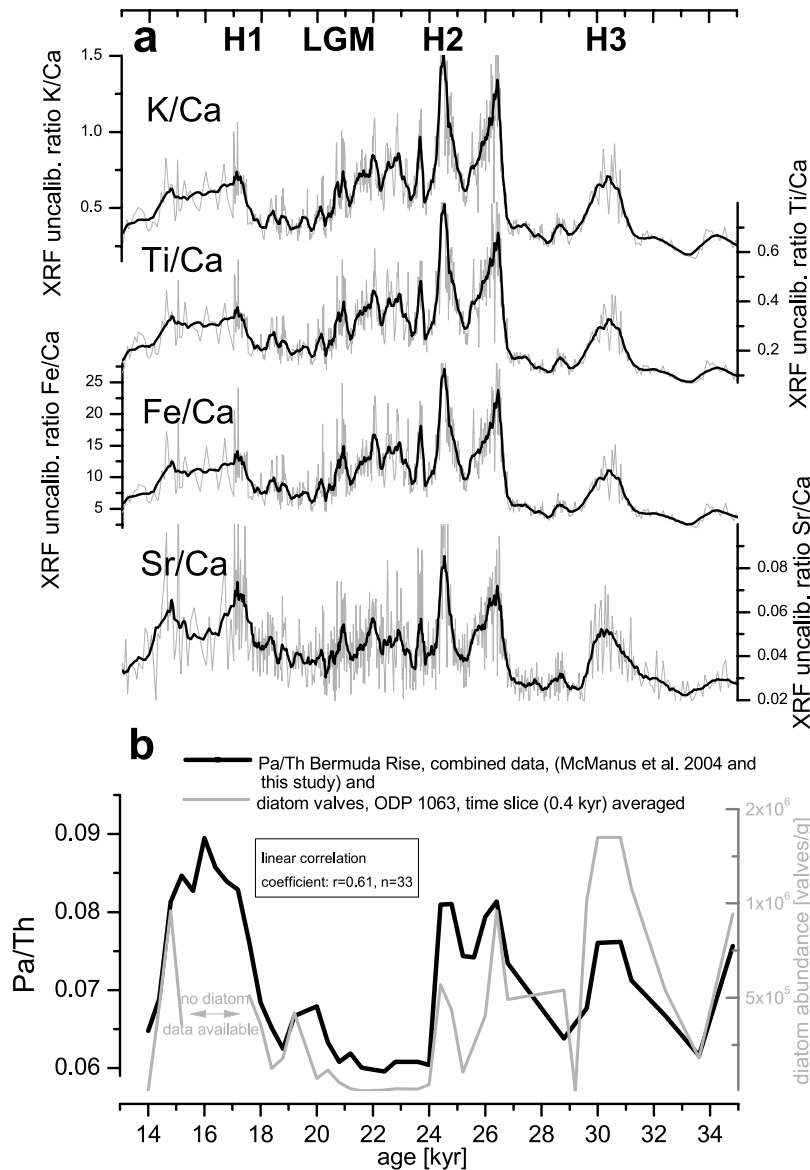 a
H1 LGM H2 H3
1.5
1.0
0.5
XRF uncalib. ratio K/Ca
K/Ca
XRF uncalib. ratio Ti/Ca
0.6
0.4
0.2
Ti/Ca
XRF uncalib. ratio Fe/Ca
25
20
15
10
5
Fe/Ca
XRF uncalib. ratio Sr/Ca
0.08
0.06
0.04
0.02
Sr/Ca
b
Pa/Th Bermuda Rise, combined data, (McManus et al. 2004 and
this study) and
diatom valves, ODP 1063, time slice (0.4 kyr) averaged
linear correlation
coefficient: r=0.61, n=33
no diatom
data available
Pa/Th
0.09
0.08
0.07
0.06
2x10⁶
1x10⁶
5x10⁵
diatom abundance [valves/g]
14 16 18 20 22 24 26 28 30 32 34
age [kyr]